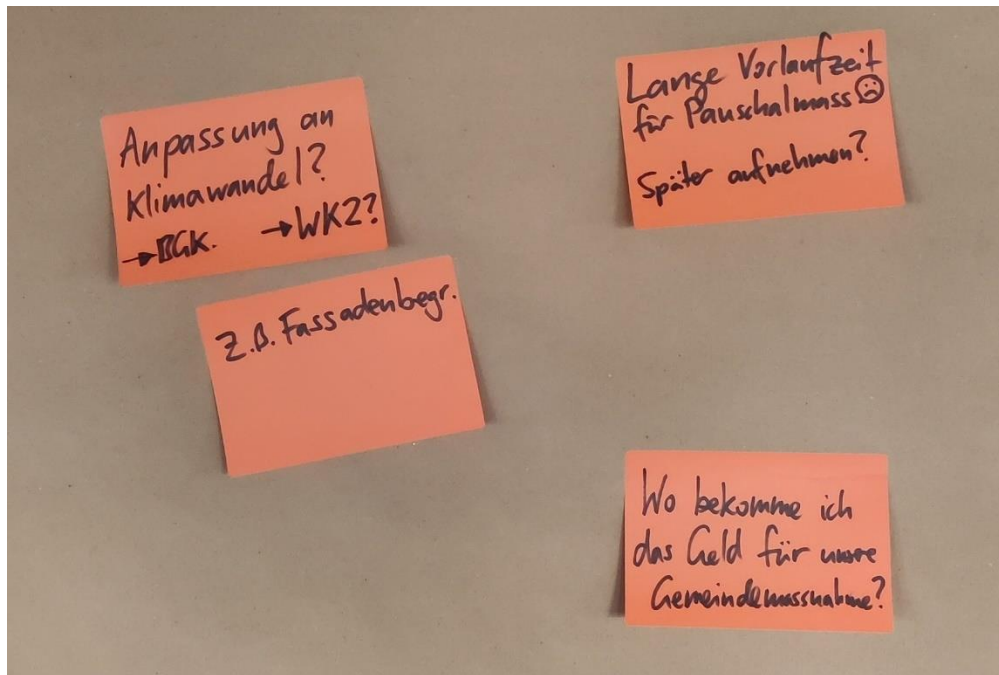 Anpassung an
Klimawandel?
→BGK. →WK2?
Z.B. Fassadenbegr.
Lange Vorlaufzeit
für Pauschalmass☹
Später aufnehmen?
Wo bekomme ich
das Geld für unsere
Gemeindemassnahme?